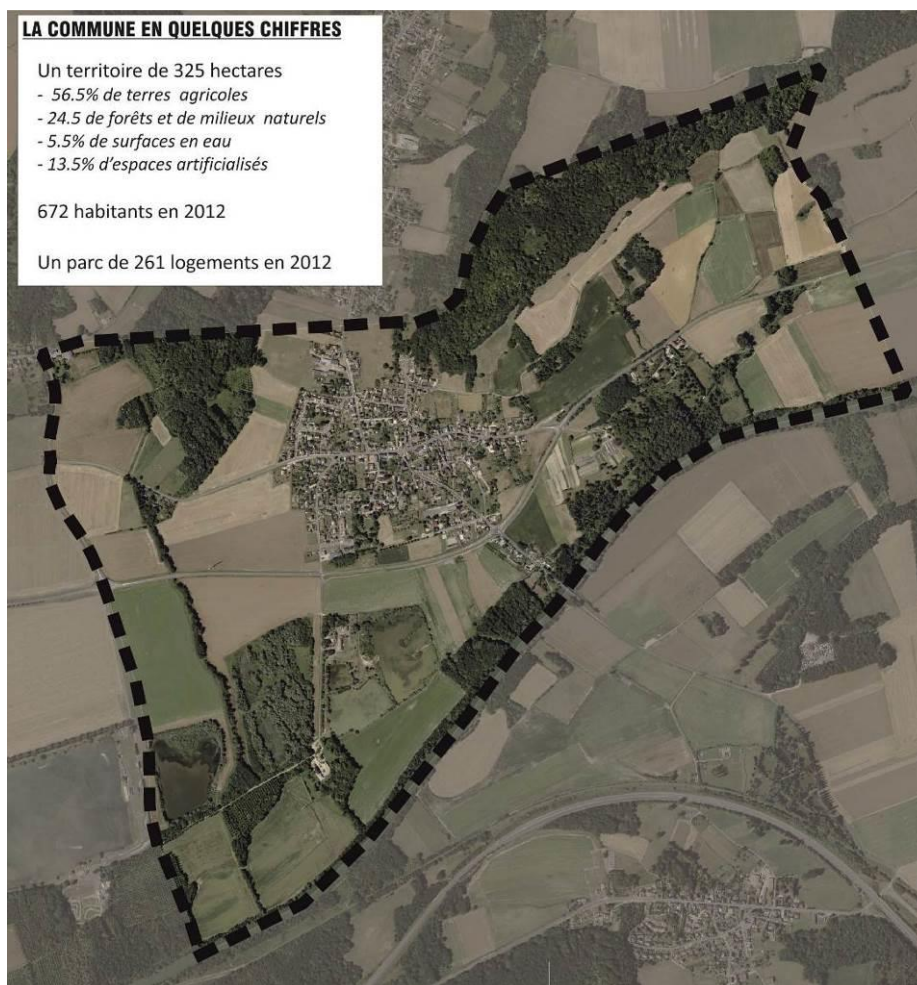 LA COMMUNE EN QUELQUES CHIFFRES
Un territoire de 325 hectares
- 56.5% de terres agricoles
- 24.5 de forêts et de milieux naturels
- 5.5% de surfaces en eau
- 13.5% d'espaces artificialisés
672 habitants en 2012
Un parc de 261 logements en 2012